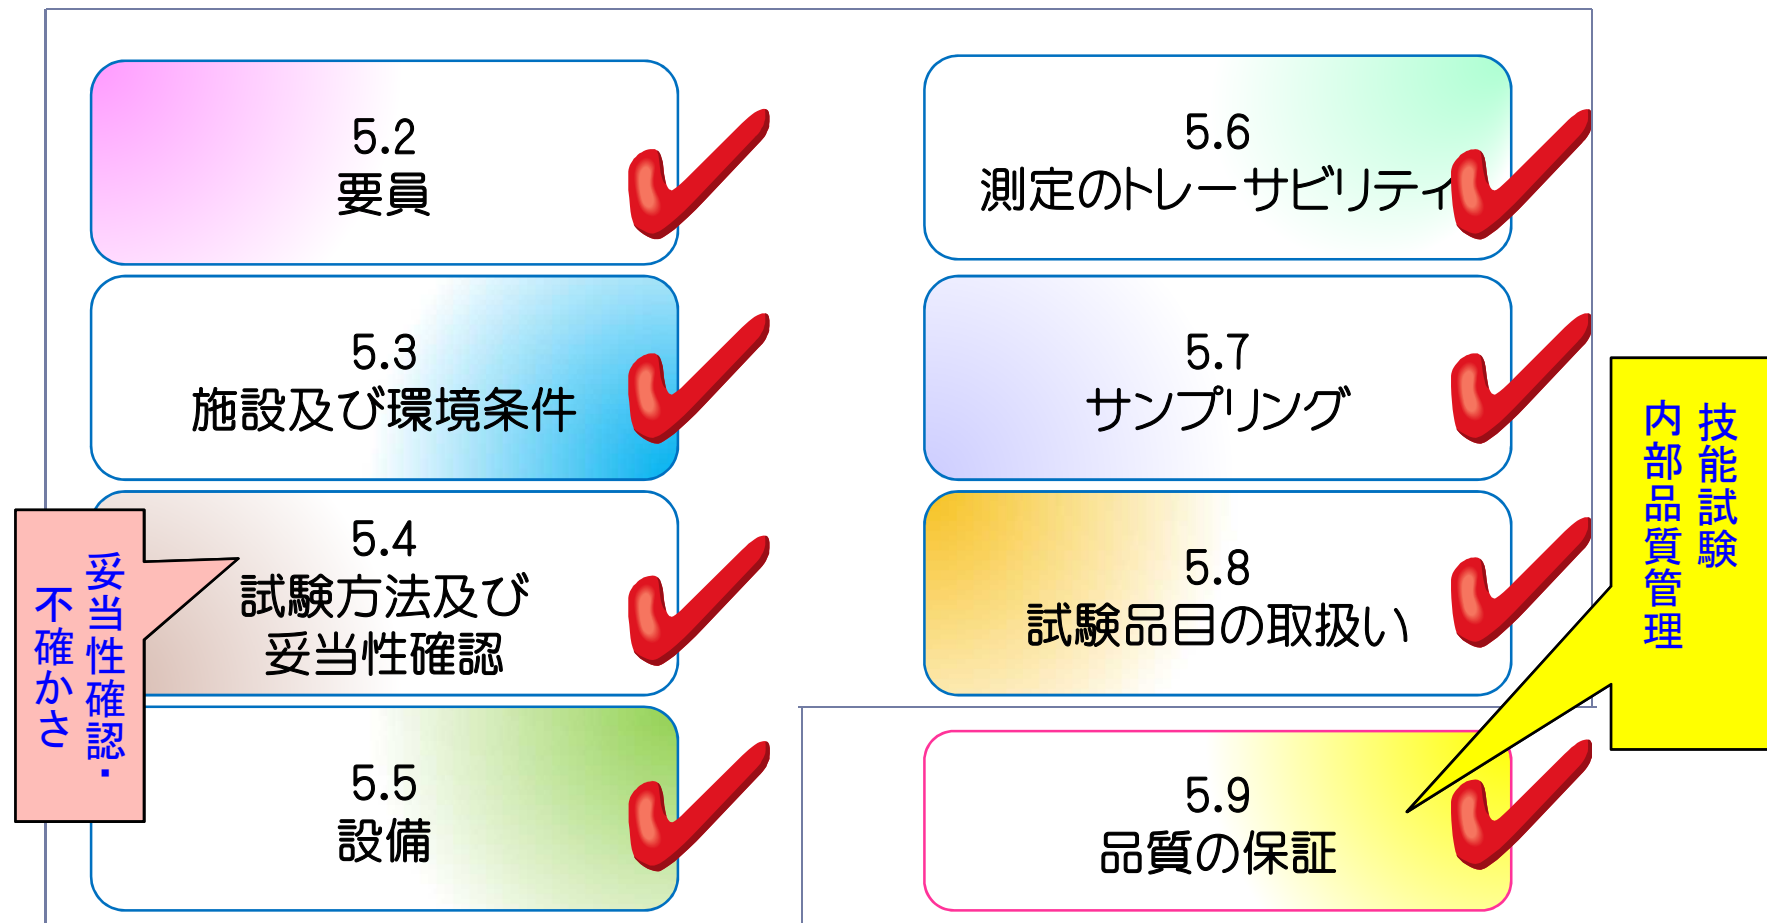 5.2
要員
5.3
施設及び環境条件
5.4
試験方法及び
妥当性確認
5.5
設備
妥当性確認・
不確かさ
5.6
測定のトレーサビリティ
5.7
サンプリング
5.8
試験品目の取扱い
5.9
品質の保証
技能試験
内部品質管理